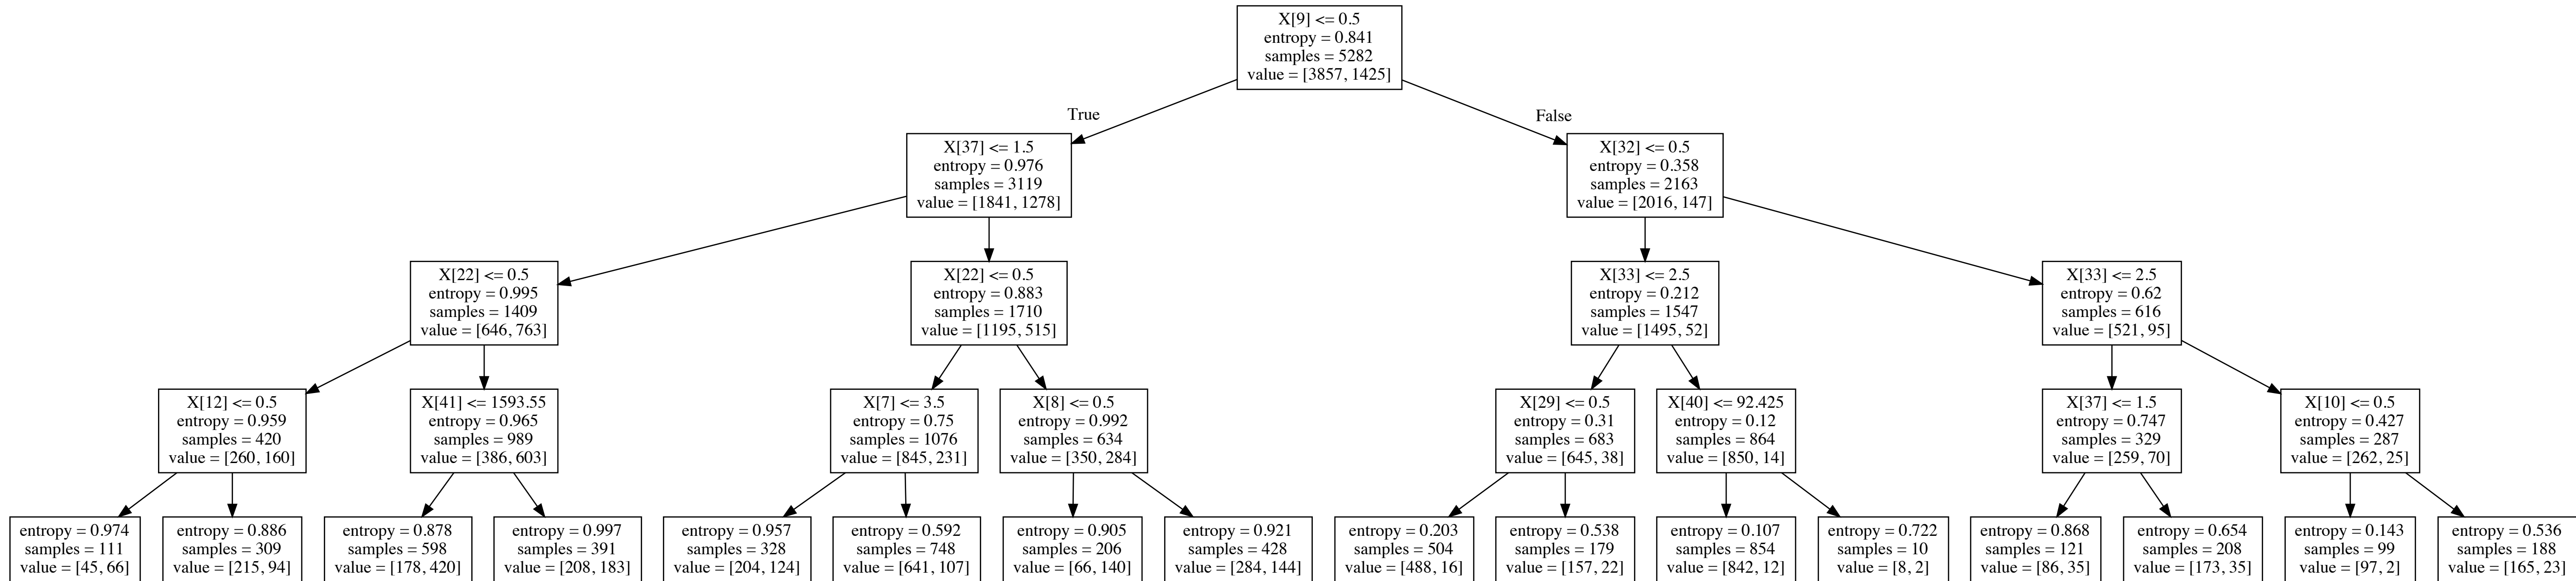 X[9] <= 0.5
entropy = 0.841
samples = 5282
value = [3857, 1425]
True
False
X[37] <= 1.5
entropy = 0.976
samples = 3119
value = [1841, 1278]
X[32] <= 0.5
entropy = 0.358
samples = 2163
value = [2016, 147]
X[22] <= 0.5
entropy = 0.995
samples = 1409
value = [646, 763]
X[22] <= 0.5
entropy = 0.883
samples = 1710
value = [1195, 515]
X[33] <= 2.5
entropy = 0.212
samples = 1547
value = [1495, 52]
X[33] <= 2.5
entropy = 0.62
samples = 616
value = [521, 95]
X[12] <= 0.5
entropy = 0.959
samples = 420
value = [260, 160]
X[41] <= 1593.55
entropy = 0.965
samples = 989
value = [386, 603]
X[7] <= 3.5
entropy = 0.75
samples = 1076
value = [845, 231]
X[8] <= 0.5
entropy = 0.992
samples = 634
value = [350, 284]
X[29] <= 0.5
entropy = 0.31
samples = 683
value = [645, 38]
X[40] <= 92.425
entropy = 0.12
samples = 864
value = [850, 14]
X[37] <= 1.5
entropy = 0.747
samples = 329
value = [259, 70]
X[10] <= 0.5
entropy = 0.427
samples = 287
value = [262, 25]
entropy = 0.974
samples = 111
value = [45, 66]
entropy = 0.886
samples = 309
value = [215, 94]
entropy = 0.878
samples = 598
value = [178, 420]
entropy = 0.997
samples = 391
value = [208, 183]
entropy = 0.957
samples = 328
value = [204, 124]
entropy = 0.592
samples = 748
value = [641, 107]
entropy = 0.905
samples = 206
value = [66, 140]
entropy = 0.921
samples = 428
value = [284, 144]
entropy = 0.203
samples = 504
value = [488, 16]
entropy = 0.538
samples = 179
value = [157, 22]
entropy = 0.107
samples = 854
value = [842, 12]
entropy = 0.722
samples = 10
value = [8, 2]
entropy = 0.868
samples = 121
value = [86, 35]
entropy = 0.654
samples = 208
value = [173, 35]
entropy = 0.143
samples = 99
value = [97, 2]
entropy = 0.536
samples = 188
value = [165, 23]